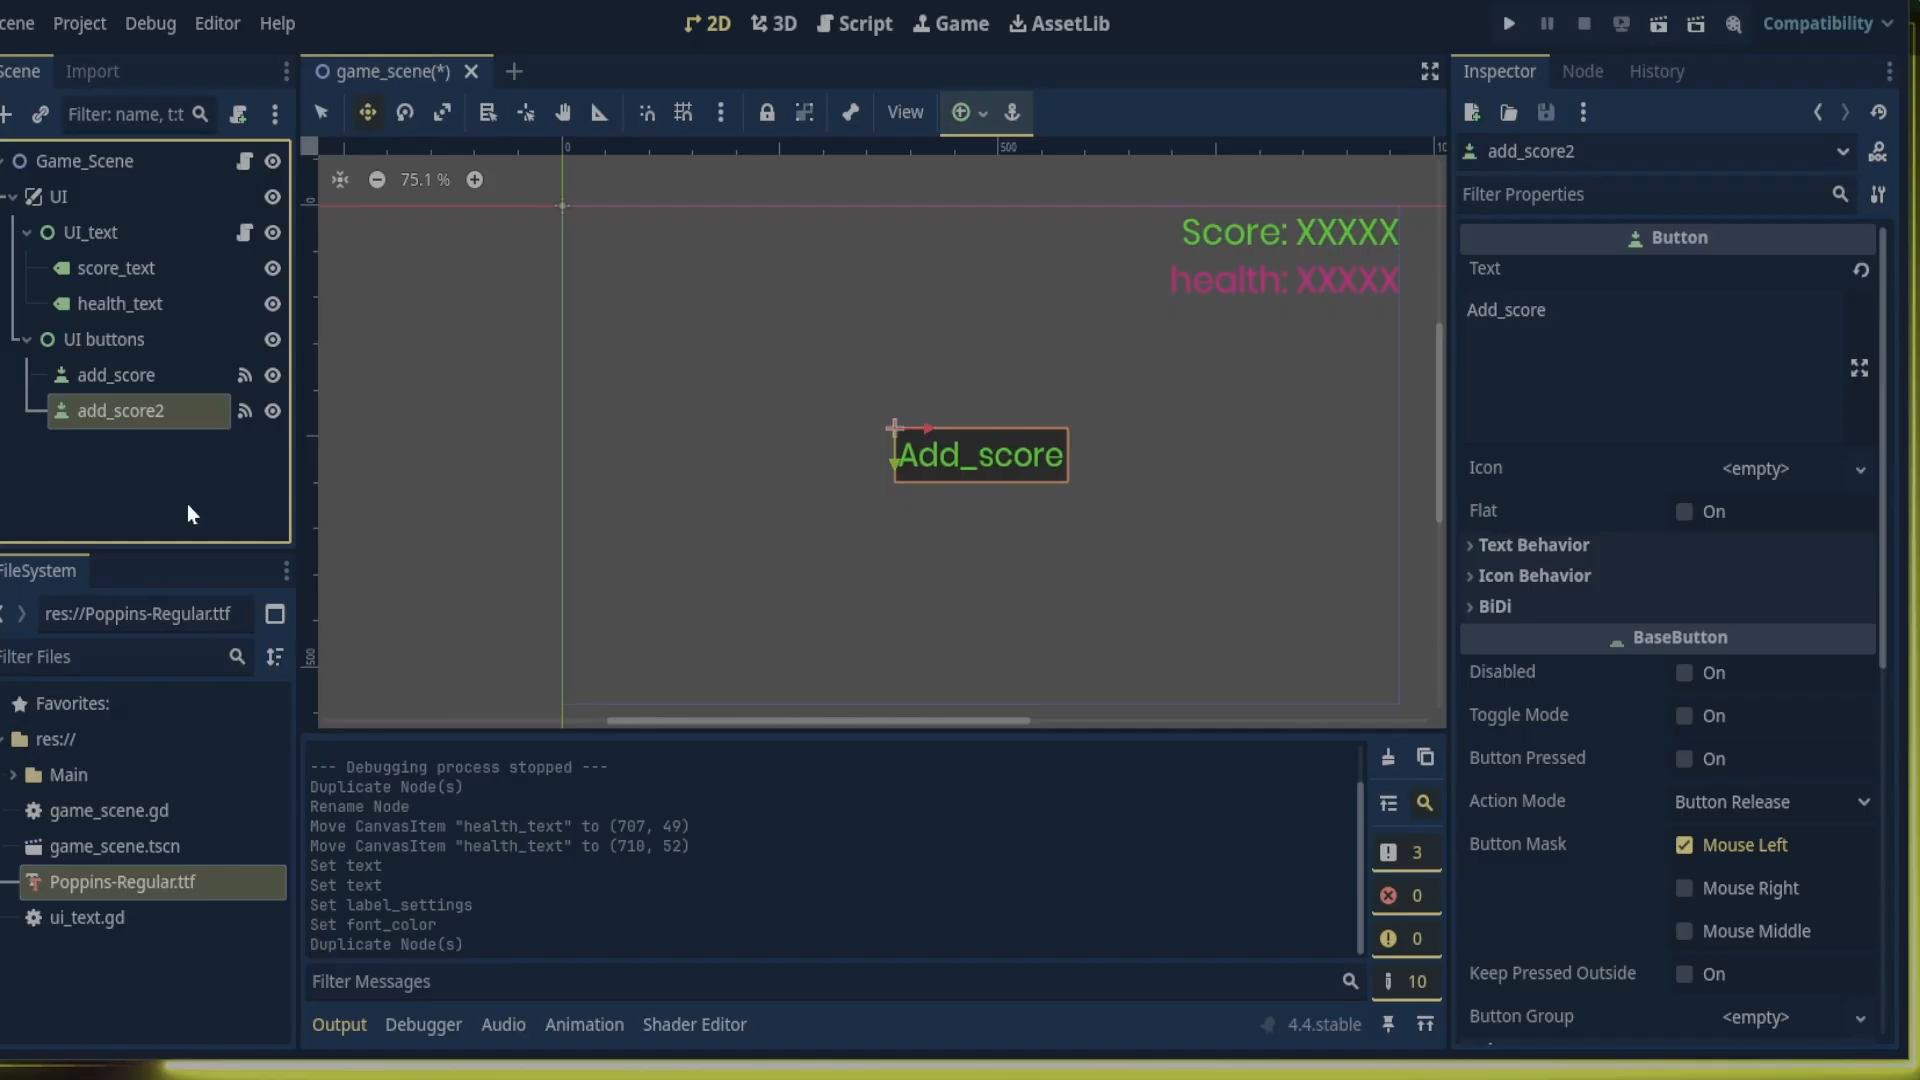 cene Project Debug Editor Help
2D 3D Script Game AssetLib
Compatibility
Scene Import
game_scene(*)
Inspector Node History
Filter: name, t:t
View
Game_Scene
UI
UI_text
score_text
health_text
UI buttons
add_score
add_score2
0
500
10
75.1 %
0
500
Score: XXXXX
health: XXXXX
Add_score
add_score2
Filter Properties
Button
Text
Add_score
Icon <empty>
Flat On
Text Behavior
Icon Behavior
BiDi
BaseButton
Disabled On
Toggle Mode On
Button Pressed On
Action Mode Button Release
Button Mask Mouse Left
Mouse Right
Mouse Middle
Keep Pressed Outside On
Button Group <empty>
FileSystem
res://Poppins-Regular.ttf
Filter Files
Favorites:
res://
Main
game_scene.gd
game_scene.tscn
Poppins-Regular.ttf
ui_text.gd
--- Debugging process stopped ---
Duplicate Node(s)
Rename Node
Move CanvasItem "health_text" to (707, 49)
Move CanvasItem "health_text" to (710, 52)
Set text
Set text
Set label_settings
Set font_color
Duplicate Node(s)
3
0
0
10
Filter Messages
Output Debugger Audio Animation Shader Editor
4.4.stable